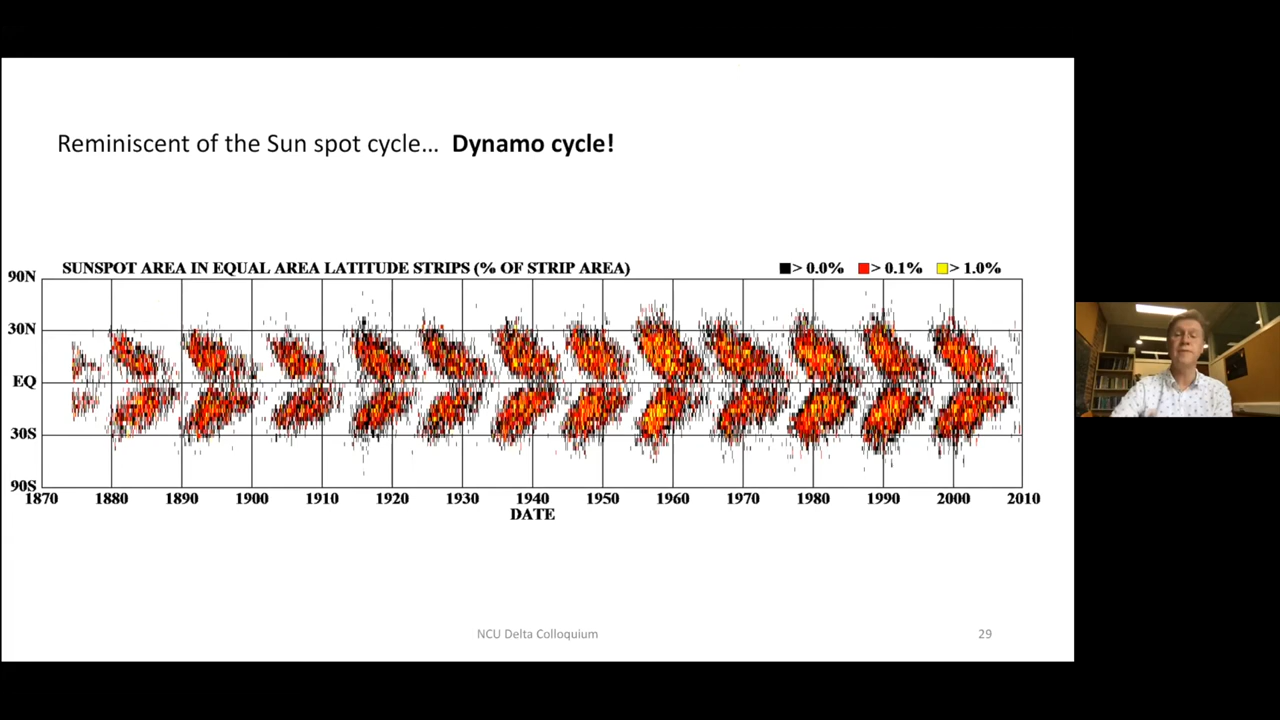 Reminiscent of the Sun spot cycle... Dynamo cycle!
SUNSPOT AREA IN EQUAL AREA LATITUDE STRIPS (% OF STRIP AREA)
> 0.0% > 0.1% > 1.0%
90N
30N
EQ
30S
90S
1870 1880 1890 1900 1910 1920 1930 1940 1950 1960 1970 1980 1990 2000 2010
DATE
NCU Delta Colloquium
29